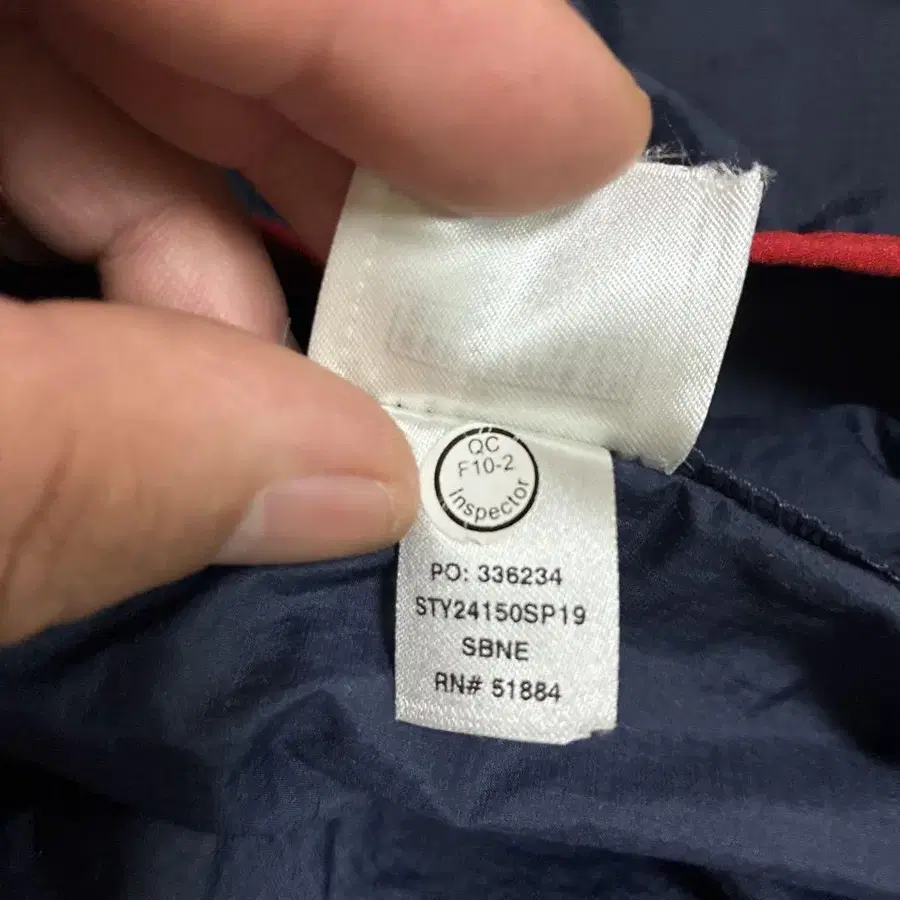 QC
F10-2
Inspector
PO: 336234
STY24150SP19
SBNE
RN# 51884